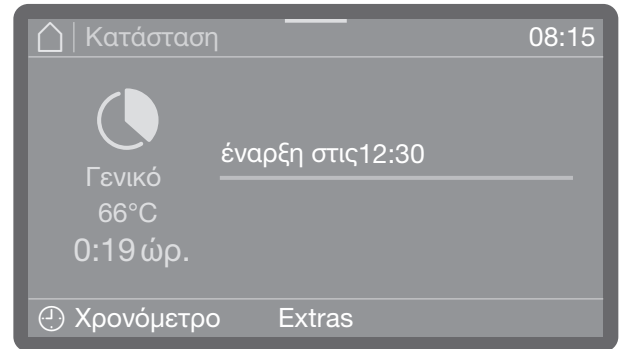 Κατάσταση 08:15
έναρξη στις12:30
Γενικό
66°C
0:19 ώρ.
Χρονόμετρο Extras